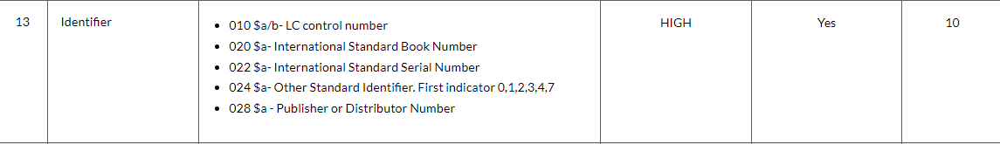 13 Identifier
010 $a/b- LC control number HIGH Yes 10
020 $a- International Standard Book Number
022 $a- International Standard Serial Number
024 $a- Other Standard Identifier. First indicator 0,1,2,3,4,7
028 $a - Publisher or Distributor Number